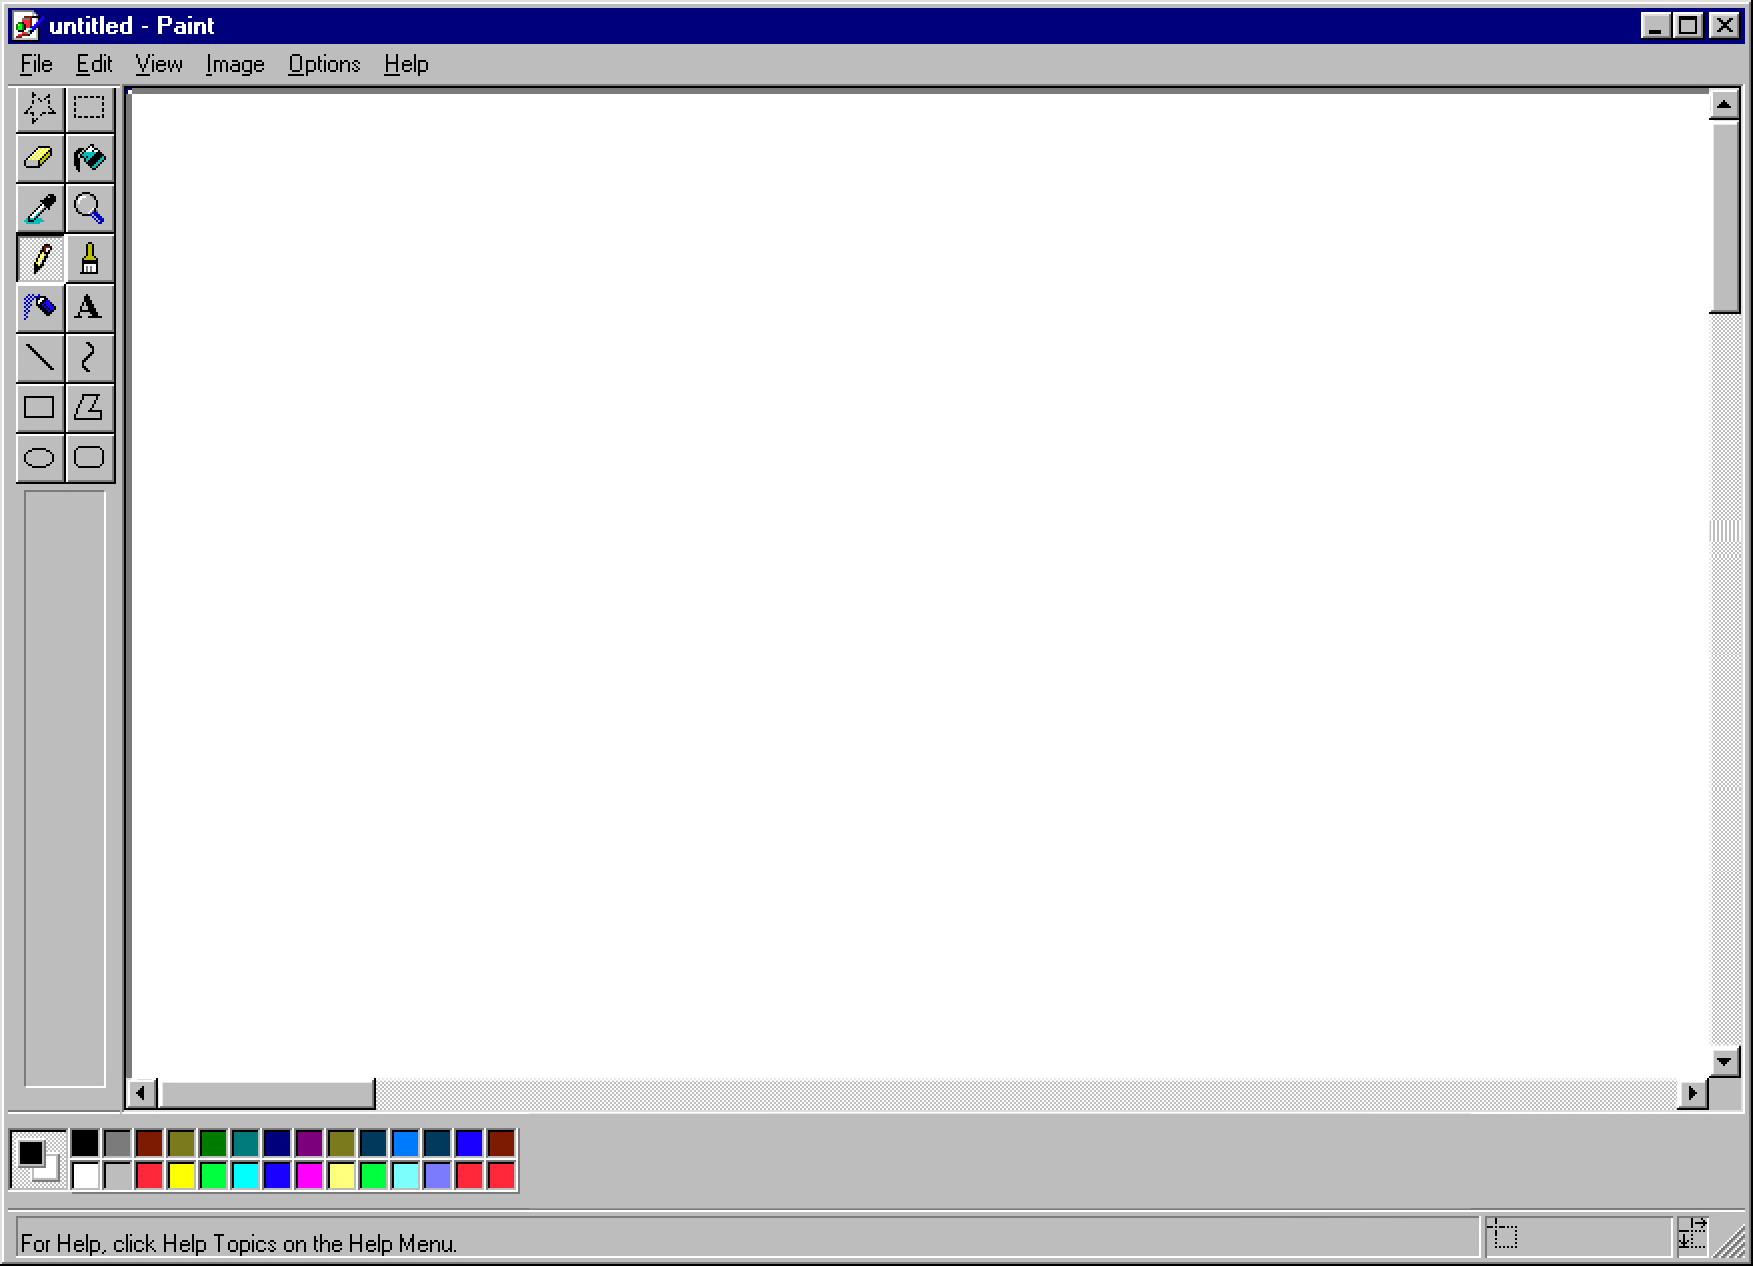 untitled - Paint
File Edit View Image Options Help
A
For Help, click Help Topics on the Help Menu.